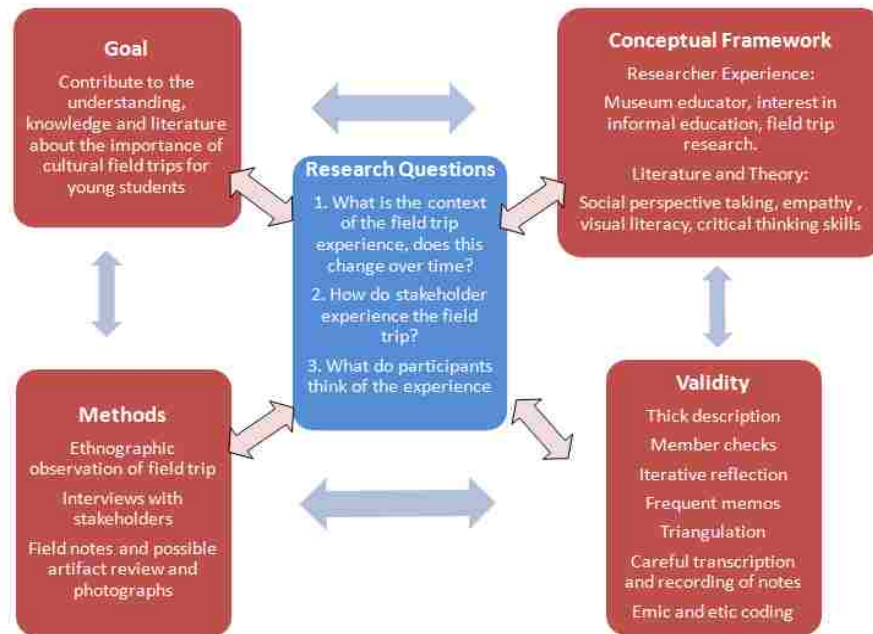 Goal
Contribute to the
understanding,
knowledge and literature
about the importance of
cultural field trips for
young students
Conceptual Framework
Researcher Experience:
Museum educator, interest in
informal education, field trip
research.
Literature and Theory:
Social perspective taking, empathy ,
visual literacy, critical thinking skills
Research Questions
1. What is the context
of the field trip
experience, does this
change over time?
2. How do stakeholder
experience the field
trip?
3. What do participants
think of the experience
Methods
Ethnographic
observation of field trip
Interviews with
stakeholders
Field notes and possible
artifact review and
photographs
Validity
Thick description
Member checks
Iterative reflection
Frequent memos
Triangulation
Careful transcription
and recording of notes
Emic and etic coding